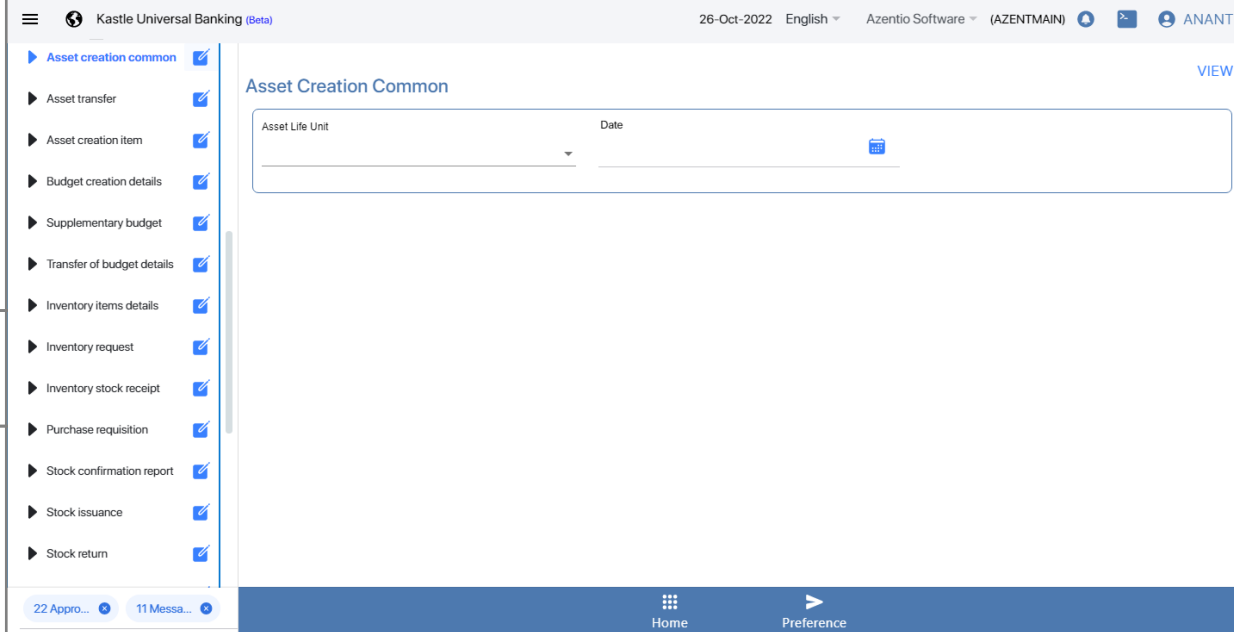 Kastle Universal Banking (Beta)
26-Oct-2022 English Azentio Software (AZENTMAIN) ANANT
Asset creation common
Asset transfer
Asset creation item
Budget creation details
Supplementary budget
Transfer of budget details
Inventory items details
Inventory request
Inventory stock receipt
Purchase requisition
Stock confirmation report
Stock issuance
Stock return
22 Appro...
11 Messa...
VIEW
Asset Creation Common
Asset Life Unit
Date
Home
Preference